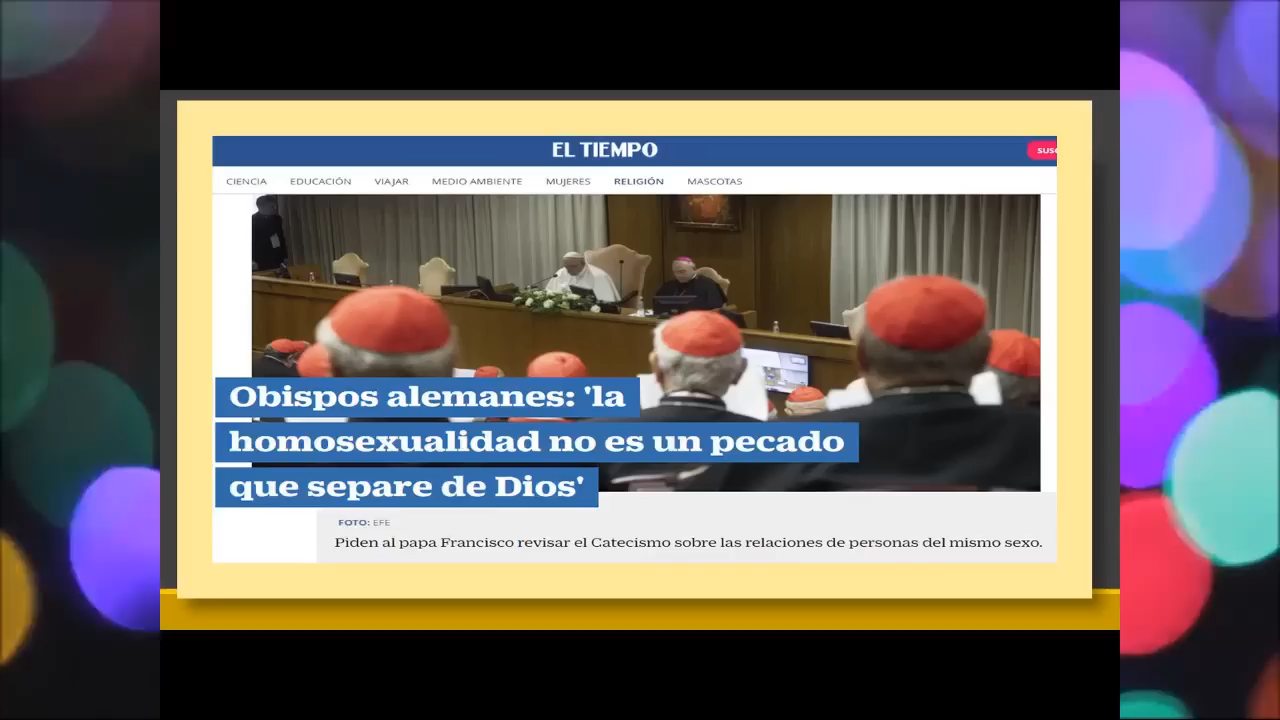 EL TIEMPO
CIENCIA EDUCACIÓN VIAJAR MEDIO AMBIENTE MUJERES RELIGIÓN MASCOTAS
Obispos alemanes: 'la
homosexualidad no es un pecado
que separe de Dios'
FOTO: EFE
Piden al papa Francisco revisar el Catecismo sobre las relaciones de personas del mismo sexo.